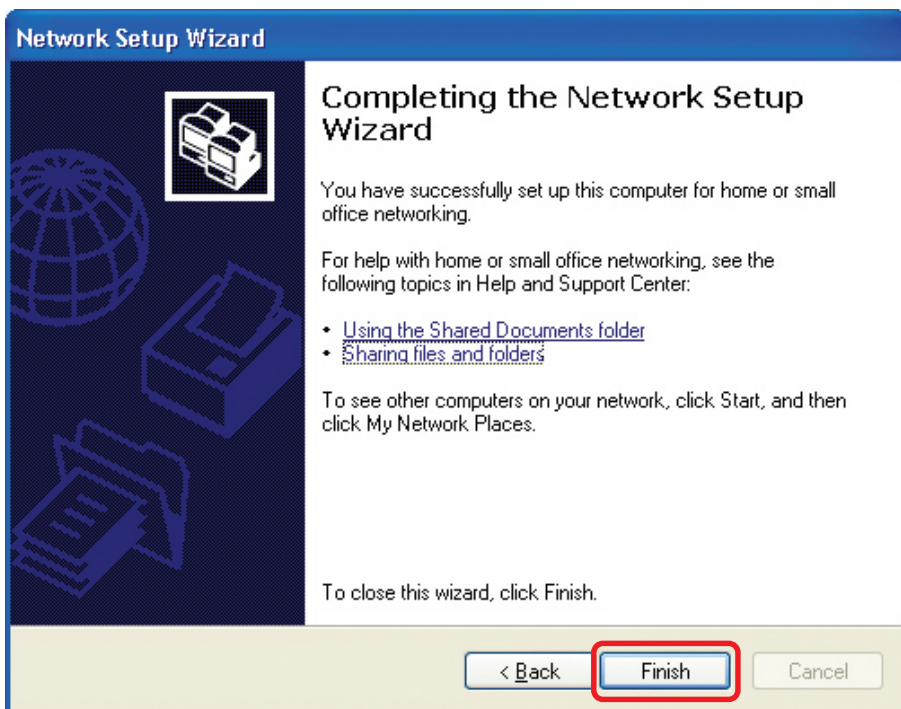 Network Setup Wizard
Completing the Network Setup
Wizard
You have successfully set up this computer for home or small
office networking.
For help with home or small office networking, see the
following topics in Help and Support Center:
• Using the Shared Documents folder
• Sharing files and folders
To see other computers on your network, click Start, and then
click My Network Places.
To close this wizard, click Finish.
< Back Finish Cancel